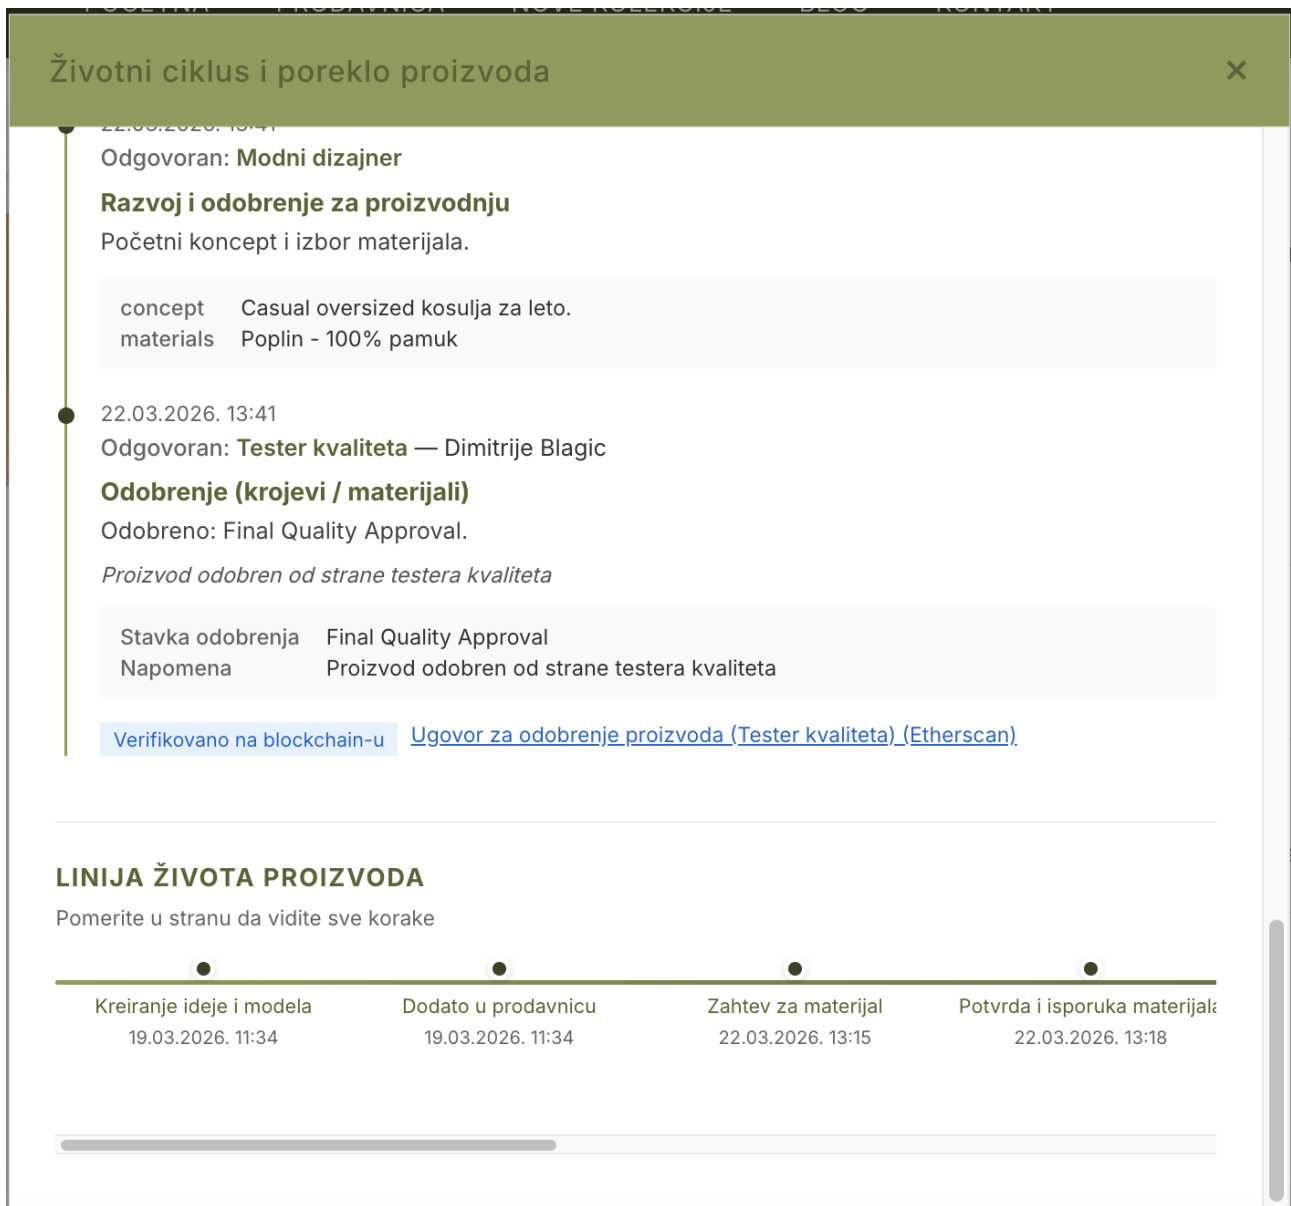 Životni ciklus i poreklo proizvoda
Odgovoran: Modni dizajner
Razvoj i odobrenje za proizvodnju
Početni koncept i izbor materijala.
concept Casual oversized kosulja za leto.
materials Poplin - 100% pamuk
22.03.2026. 13:41
Odgovoran: Tester kvaliteta — Dimitrije Blagic
Odobrenje (krojevi / materijali)
Odobreno: Final Quality Approval.
Proizvod odobren od strane testera kvaliteta
Stavka odobrenja Final Quality Approval
Napomena Proizvod odobren od strane testera kvaliteta
Verifikovano na blockchain-u Ugovor za odobrenje proizvoda (Tester kvaliteta) (Etherscan)
LINIJA ŽIVOTA PROIZVODA
Pomerite u stranu da vidite sve korake
Kreiranje ideje i modela Dodato u prodavnicu Zahtev za materijal Potvrda i isporuka materijala
19.03.2026. 11:34 19.03.2026. 11:34 22.03.2026. 13:15 22.03.2026. 13:18